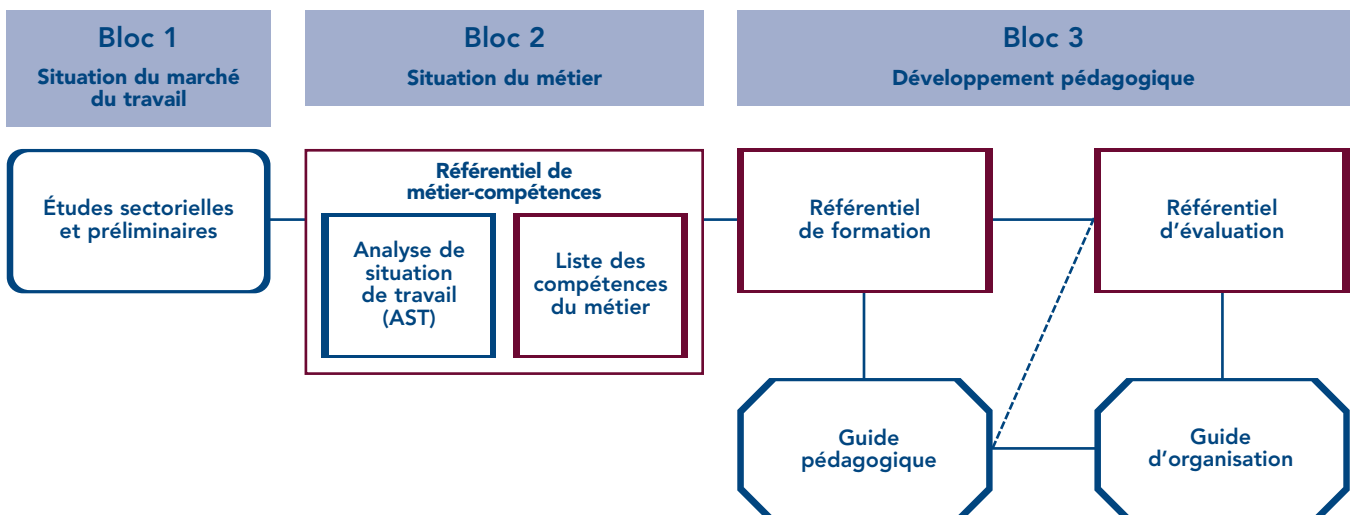 Bloc 1
Situation du marché
du travail
Bloc 2
Situation du métier
Bloc 3
Développement pédagogique
Études sectorielles
et préliminaires
Référentiel de
métier-compétences
Analyse de
situation
de travail
(AST)
Liste des
compétences
du métier
Référentiel
de formation
Référentiel
d’évaluation
Guide
pédagogique
Guide
d’organisation